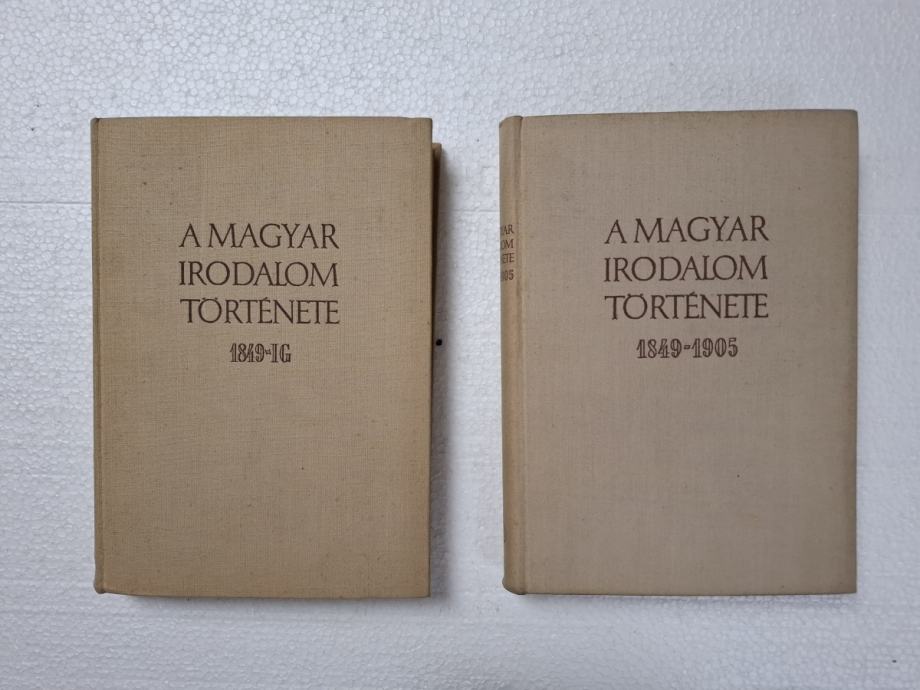 A MAGYAR
IRODALOM
TÖRTÉNETE
1849-IG
A MAGYAR
IRODALOM
TÖRTÉNETE
1849-1905